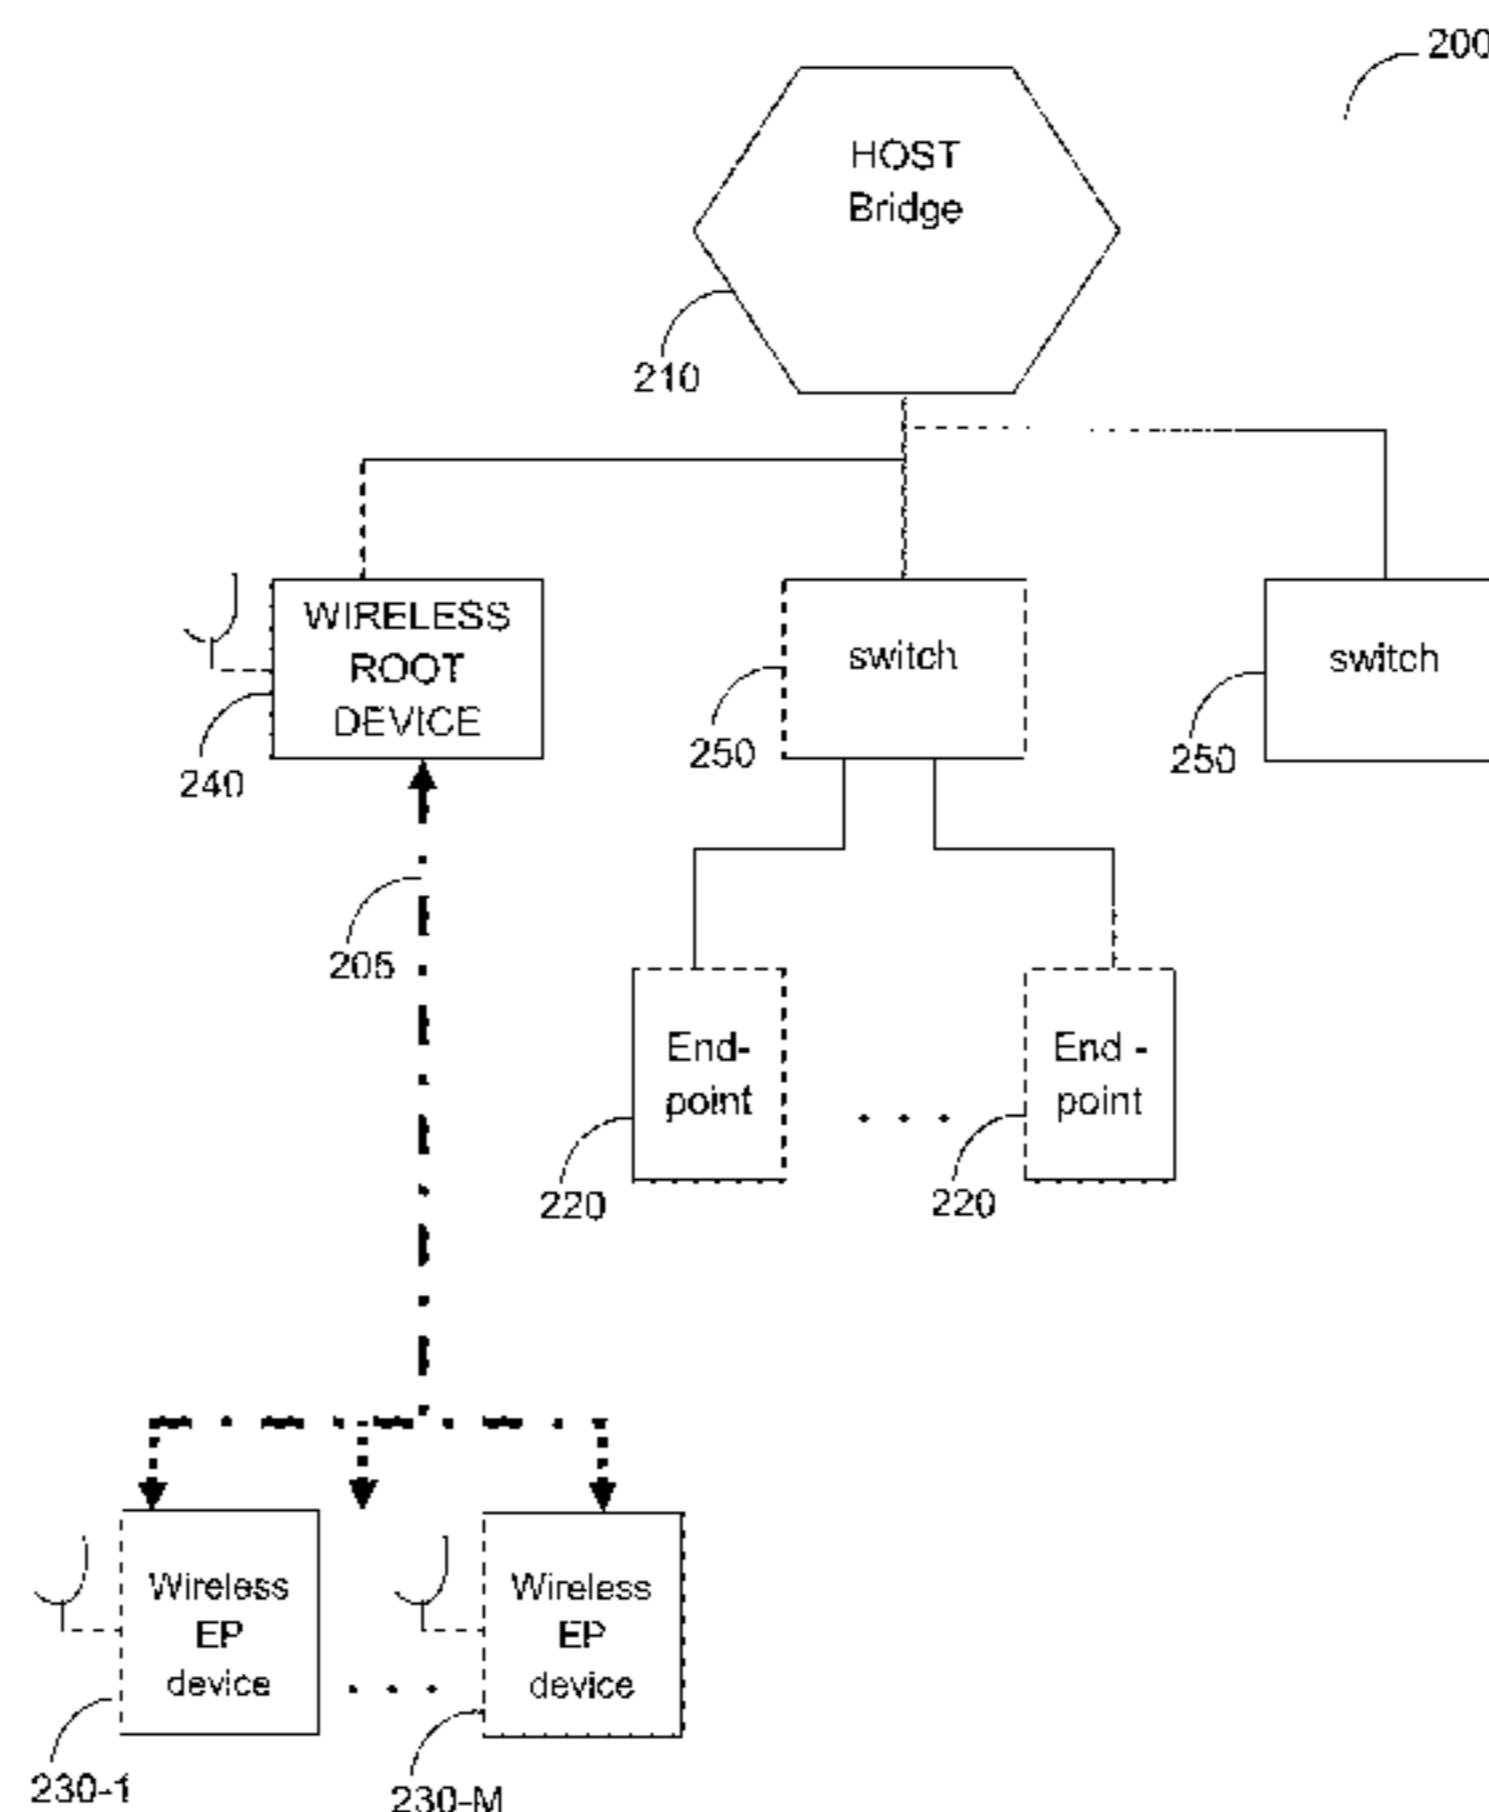 200
HOST
Bridge
210
WIRELESS
ROOT
DEVICE
240
switch
250
switch
250
205
End-
point
220
. . .
End -
point
220
Wireless
EP
device
230-1
. . .
Wireless
EP
device
230-M